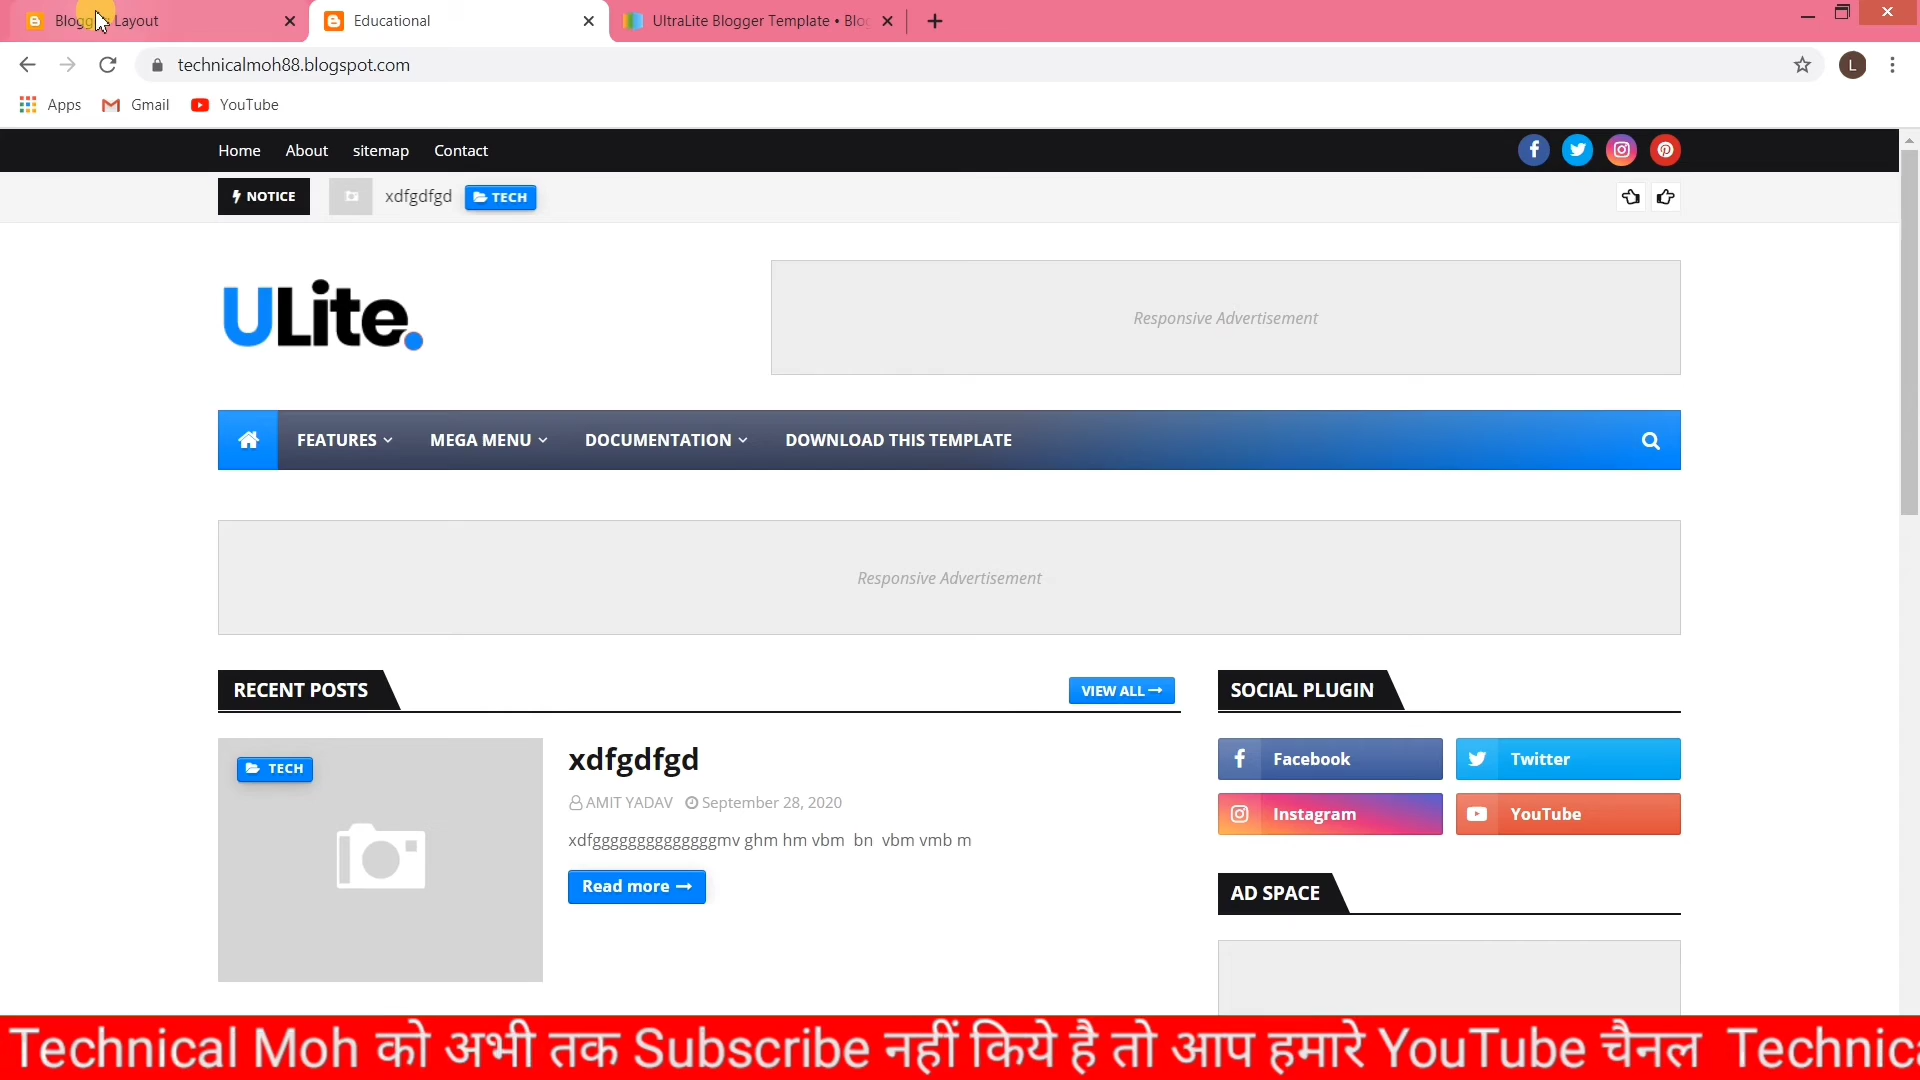 Blogg Layout
Educational
UltraLite Blogger Template • Blo
technicalmoh88.blogspot.com
L
Apps Gmail YouTube
Home About sitemap Contact
NOTICE xdfgdfgd TECH
ULite.
Responsive Advertisement
FEATURES MEGA MENU DOCUMENTATION DOWNLOAD THIS TEMPLATE
Responsive Advertisement
RECENT POSTS VIEW ALL
SOCIAL PLUGIN
TECH
xdfgdfgd
AMIT YADAV September 28, 2020
xdfgggggggggggggggmv ghm hm vbm bn vbm vmb m
Read more
Facebook Twitter
Instagram YouTube
AD SPACE
Technical Moh को अभी तक Subscribe नहीं किये है तो आप हमारे YouTube चैनल Technica